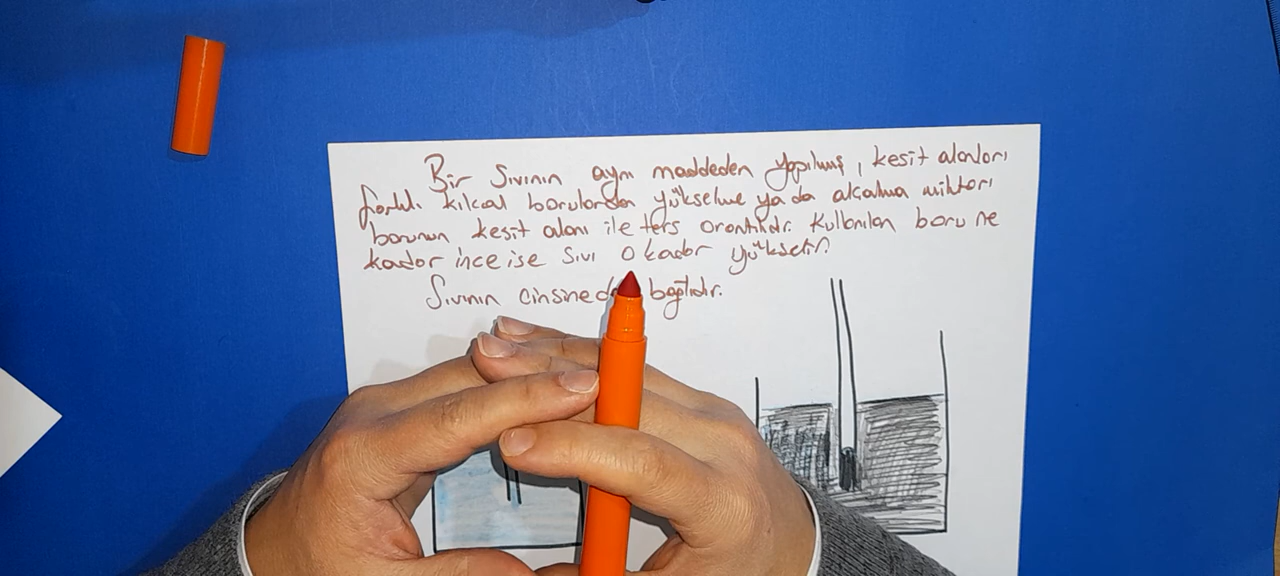 Bir Sıvının aynı maddeden yapılmış, kesit alanları
farklı kılcal borulardan yükselme ya da alçalma miktarı
borunun kesit alanı ile ters orantılıdır. Kullanılan boru ne
kadar ince ise sıvı o kadar yükselir.
Sıvının cinsine de bağlıdır.